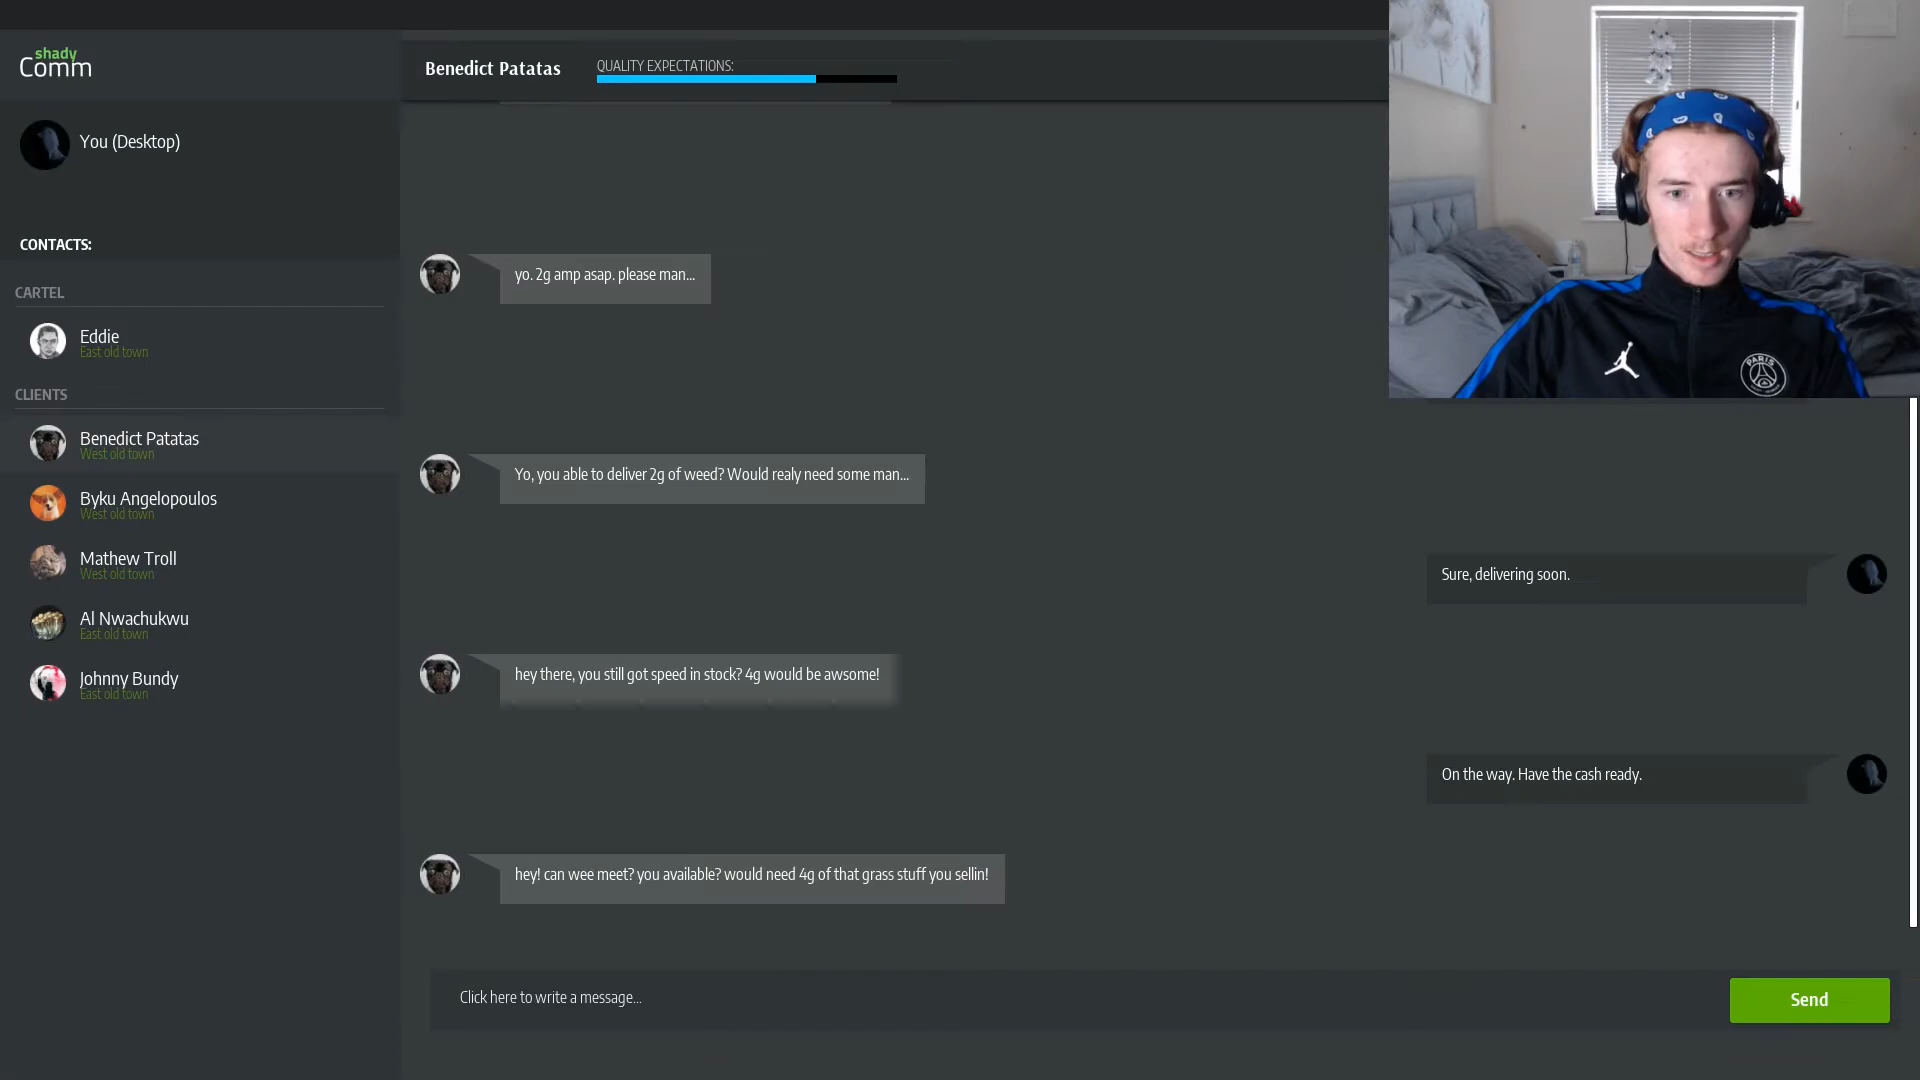 shady
Comm
You (Desktop)
CONTACTS:
CARTEL
Eddie
East old town
CLIENTS
Benedict Patatas
West old town
Byku Angelopoulos
West old town
Mathew Troll
West old town
Al Nwachukwu
East old town
Johnny Bundy
East old town
Benedict Patatas
QUALITY EXPECTATIONS:
yo. 2g amp asap. please man...
Yo, you able to deliver 2g of weed? Would realy need some man...
Sure, delivering soon.
hey there, you still got speed in stock? 4g would be awsome!
On the way. Have the cash ready.
hey! can wee meet? you available? would need 4g of that grass stuff you sellin!
Click here to write a message...
Send
PARIS